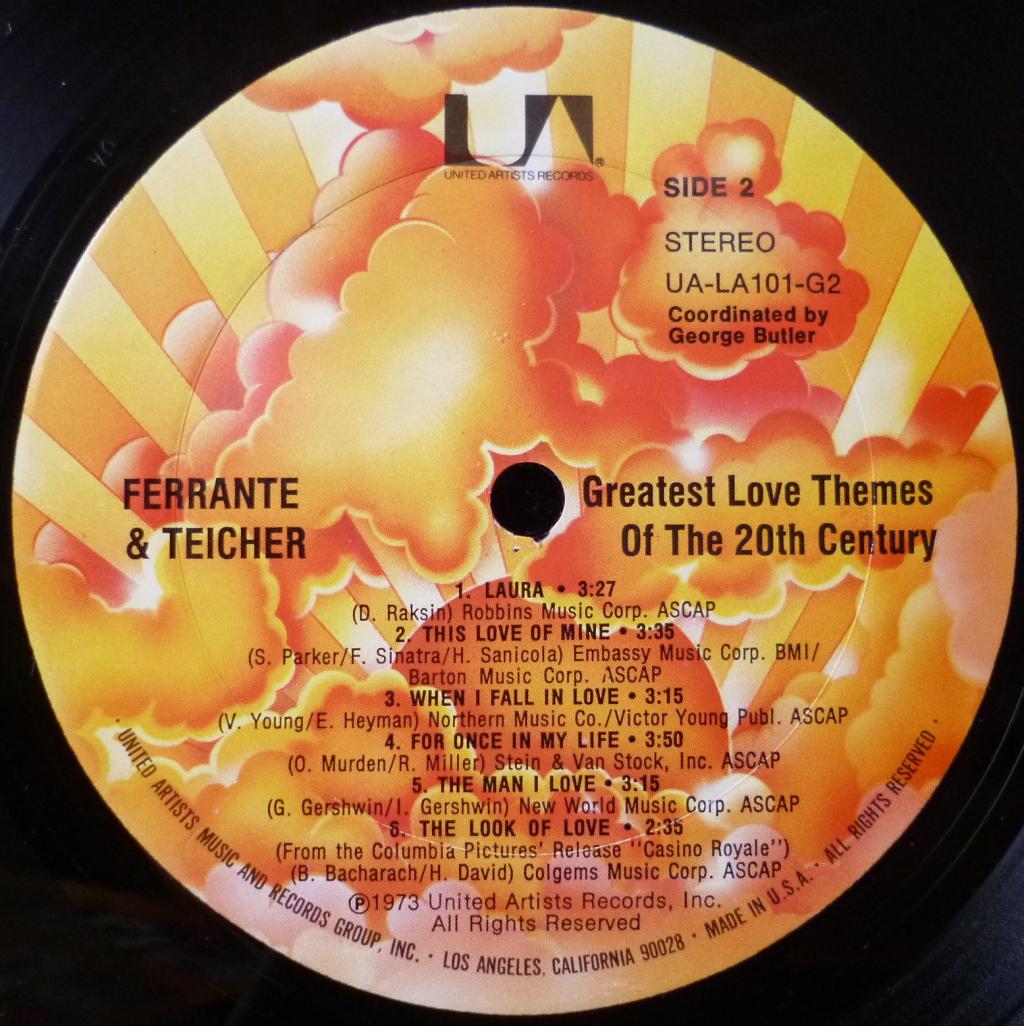 UA
UNITED ARTISTS RECORDS ®
SIDE 2
STEREO
UA-LA101-G2
Coordinated by
George Butler
FERRANTE
& TEICHER
Greatest Love Themes
Of The 20th Century
1. LAURA • 3:27
(D. Raksin) Robbins Music Corp. ASCAP
2. THIS LOVE OF MINE • 3:35
(S. Parker/F. Sinatra/H. Sanicola) Embassy Music Corp. BMI/
Barton Music Corp. ASCAP
3. WHEN I FALL IN LOVE • 3:15
(V. Young/E. Heyman) Northern Music Co./Victor Young Publ. ASCAP
4. FOR ONCE IN MY LIFE • 3:50
(O. Murden/R. Miller) Stein & Van Stock, Inc. ASCAP
5. THE MAN I LOVE • 3:15
(G. Gershwin/I. Gershwin) New World Music Corp. ASCAP
6. THE LOOK OF LOVE • 2:35
(From the Columbia Pictures' Release "Casino Royale")
(B. Bacharach/H. David) Colgems Music Corp. ASCAP
℗1973 United Artists Records, Inc.
All Rights Reserved
· UNITED ARTISTS MUSIC AND RECORDS GROUP, INC. · LOS ANGELES, CALIFORNIA 90028 · MADE IN U.S.A. · ALL RIGHTS RESERVED ·